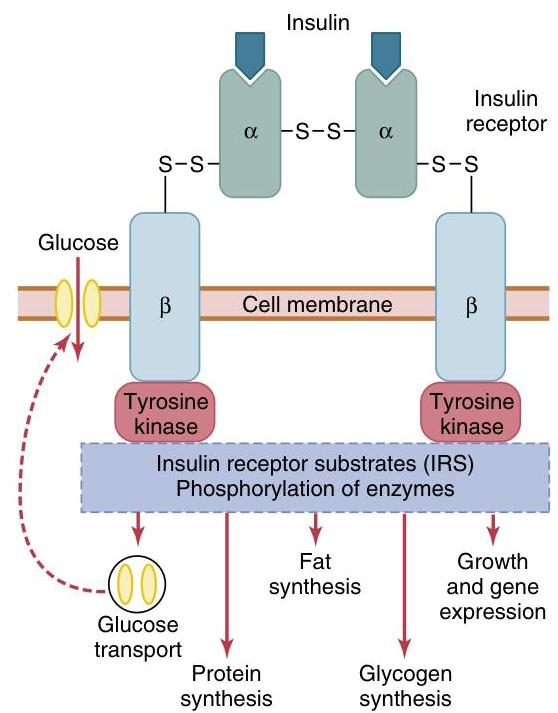 Insulin
Insulin
receptor
α
S–S
α
S–S
S–S
Glucose
β
Cell membrane
β
Tyrosine
kinase
Tyrosine
kinase
Insulin receptor substrates (IRS)
Phosphorylation of enzymes
Fat
synthesis
Growth
and gene
expression
Glucose
transport
Protein
synthesis
Glycogen
synthesis